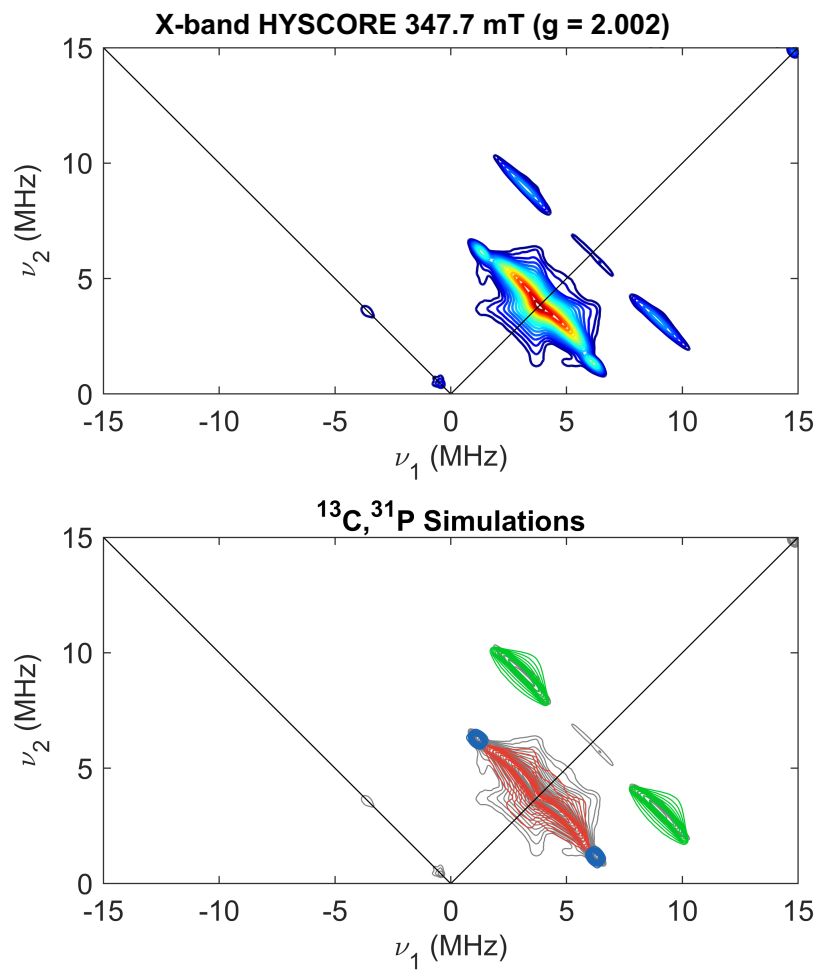 X-band HYSCORE 347.7 mT (g = 2.002)
15
10
5
0
ν₂ (MHz)
-15 -10 -5 0 5 10 15
ν₁ (MHz)
¹³C,³¹P Simulations
15
10
5
0
ν₂ (MHz)
-15 -10 -5 0 5 10 15
ν₁ (MHz)